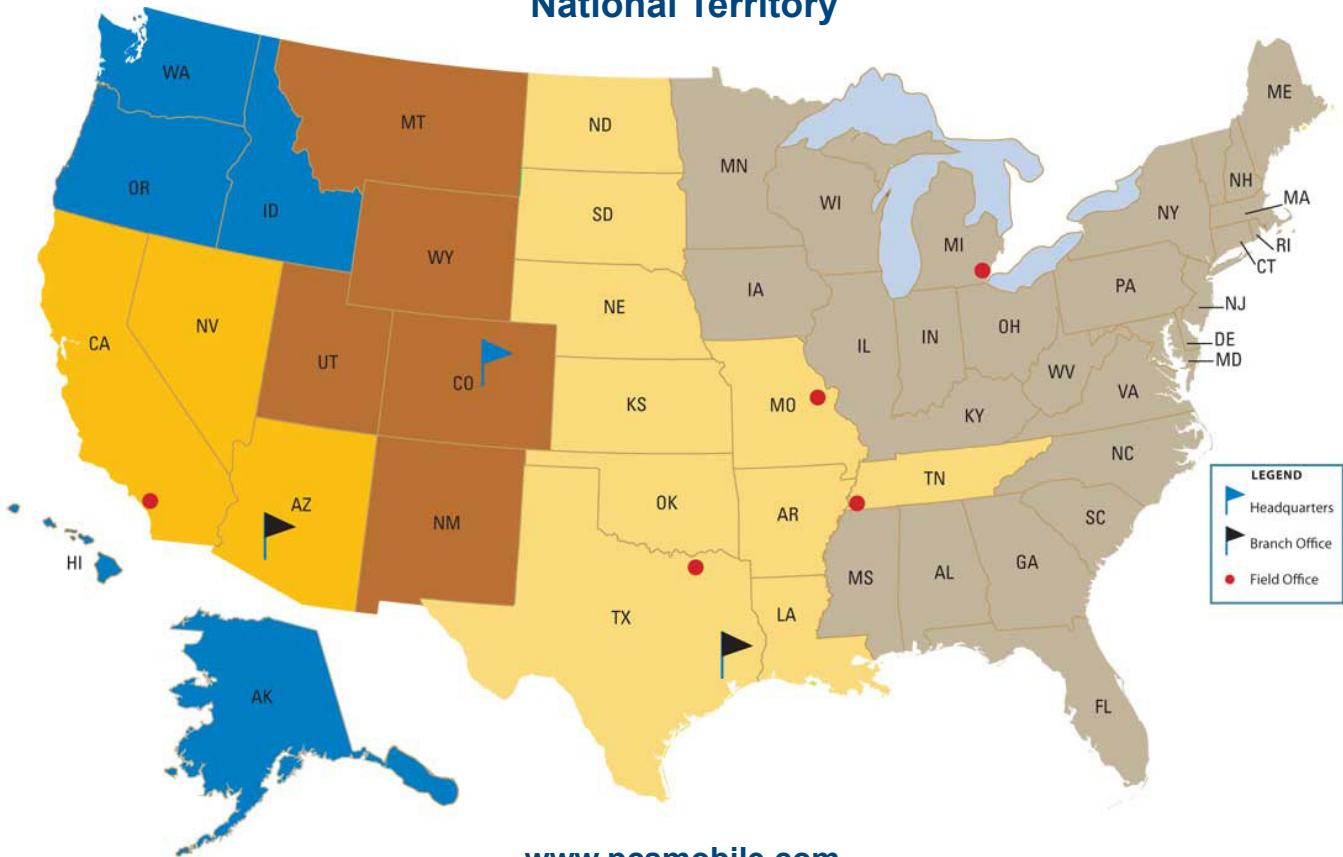 National Territory
WA
MT
ND
ME
MN
OR
ID
SD
WI
NH
MA
NY
MI
RI
CT
WY
IA
PA
NE
NJ
NV
OH
IN
CA
IL
DE
MD
UT
CO
WV
VA
KS
MO
KY
NC
TN
AZ
OK
NM
AR
SC
LEGEND
Headquarters
Branch Office
Field Office
HI
MS
AL
GA
TX
LA
AK
FL
www.pcsmobile.com